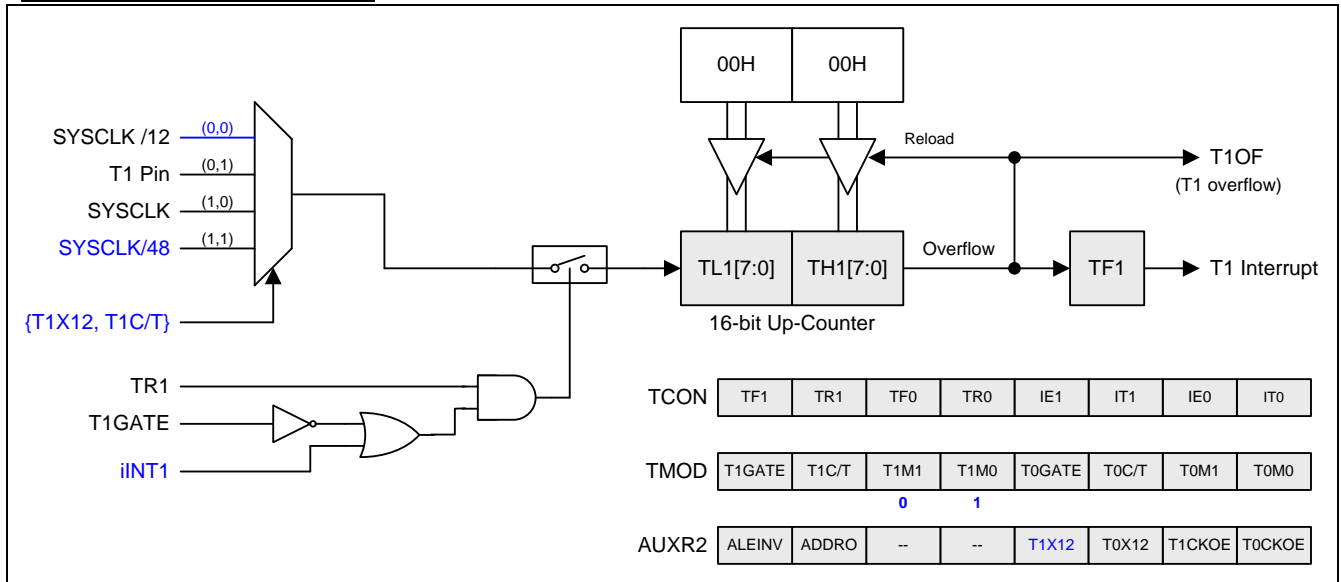 00H 00H
SYSCLK /12 (0,0)
T1 Pin (0,1)
SYSCLK (1,0)
SYSCLK/48 (1,1)
{T1X12, T1C/T}
Reload
T1OF
(T1 overflow)
TL1[7:0] TH1[7:0] Overflow TF1 T1 Interrupt
16-bit Up-Counter
TR1
T1GATE
iINT1
TCON TF1 TR1 TF0 TR0 IE1 IT1 IE0 IT0
TMOD T1GATE T1C/T T1M1 T1M0 T0GATE T0C/T T0M1 T0M0
0 1
AUXR2 ALEINV ADDRO -- -- T1X12 T0X12 T1CKOE T0CKOE